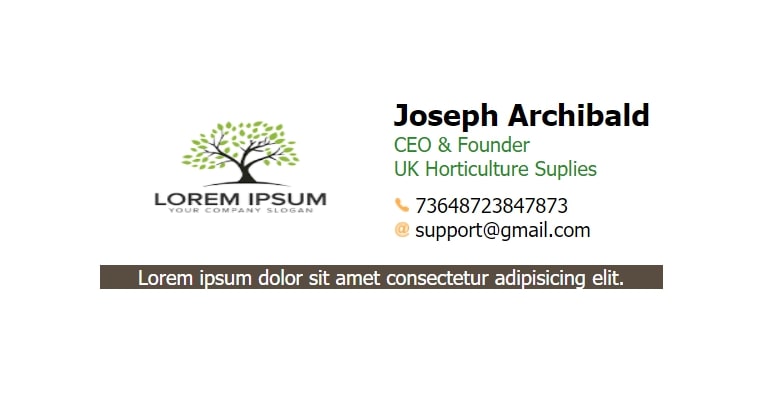 Joseph Archibald
CEO & Founder
UK Horticulture Suplies
LOREM IPSUM
YOUR COMPANY SLOGAN
73648723847873
@ support@gmail.com
Lorem ipsum dolor sit amet consectetur adipisicing elit.